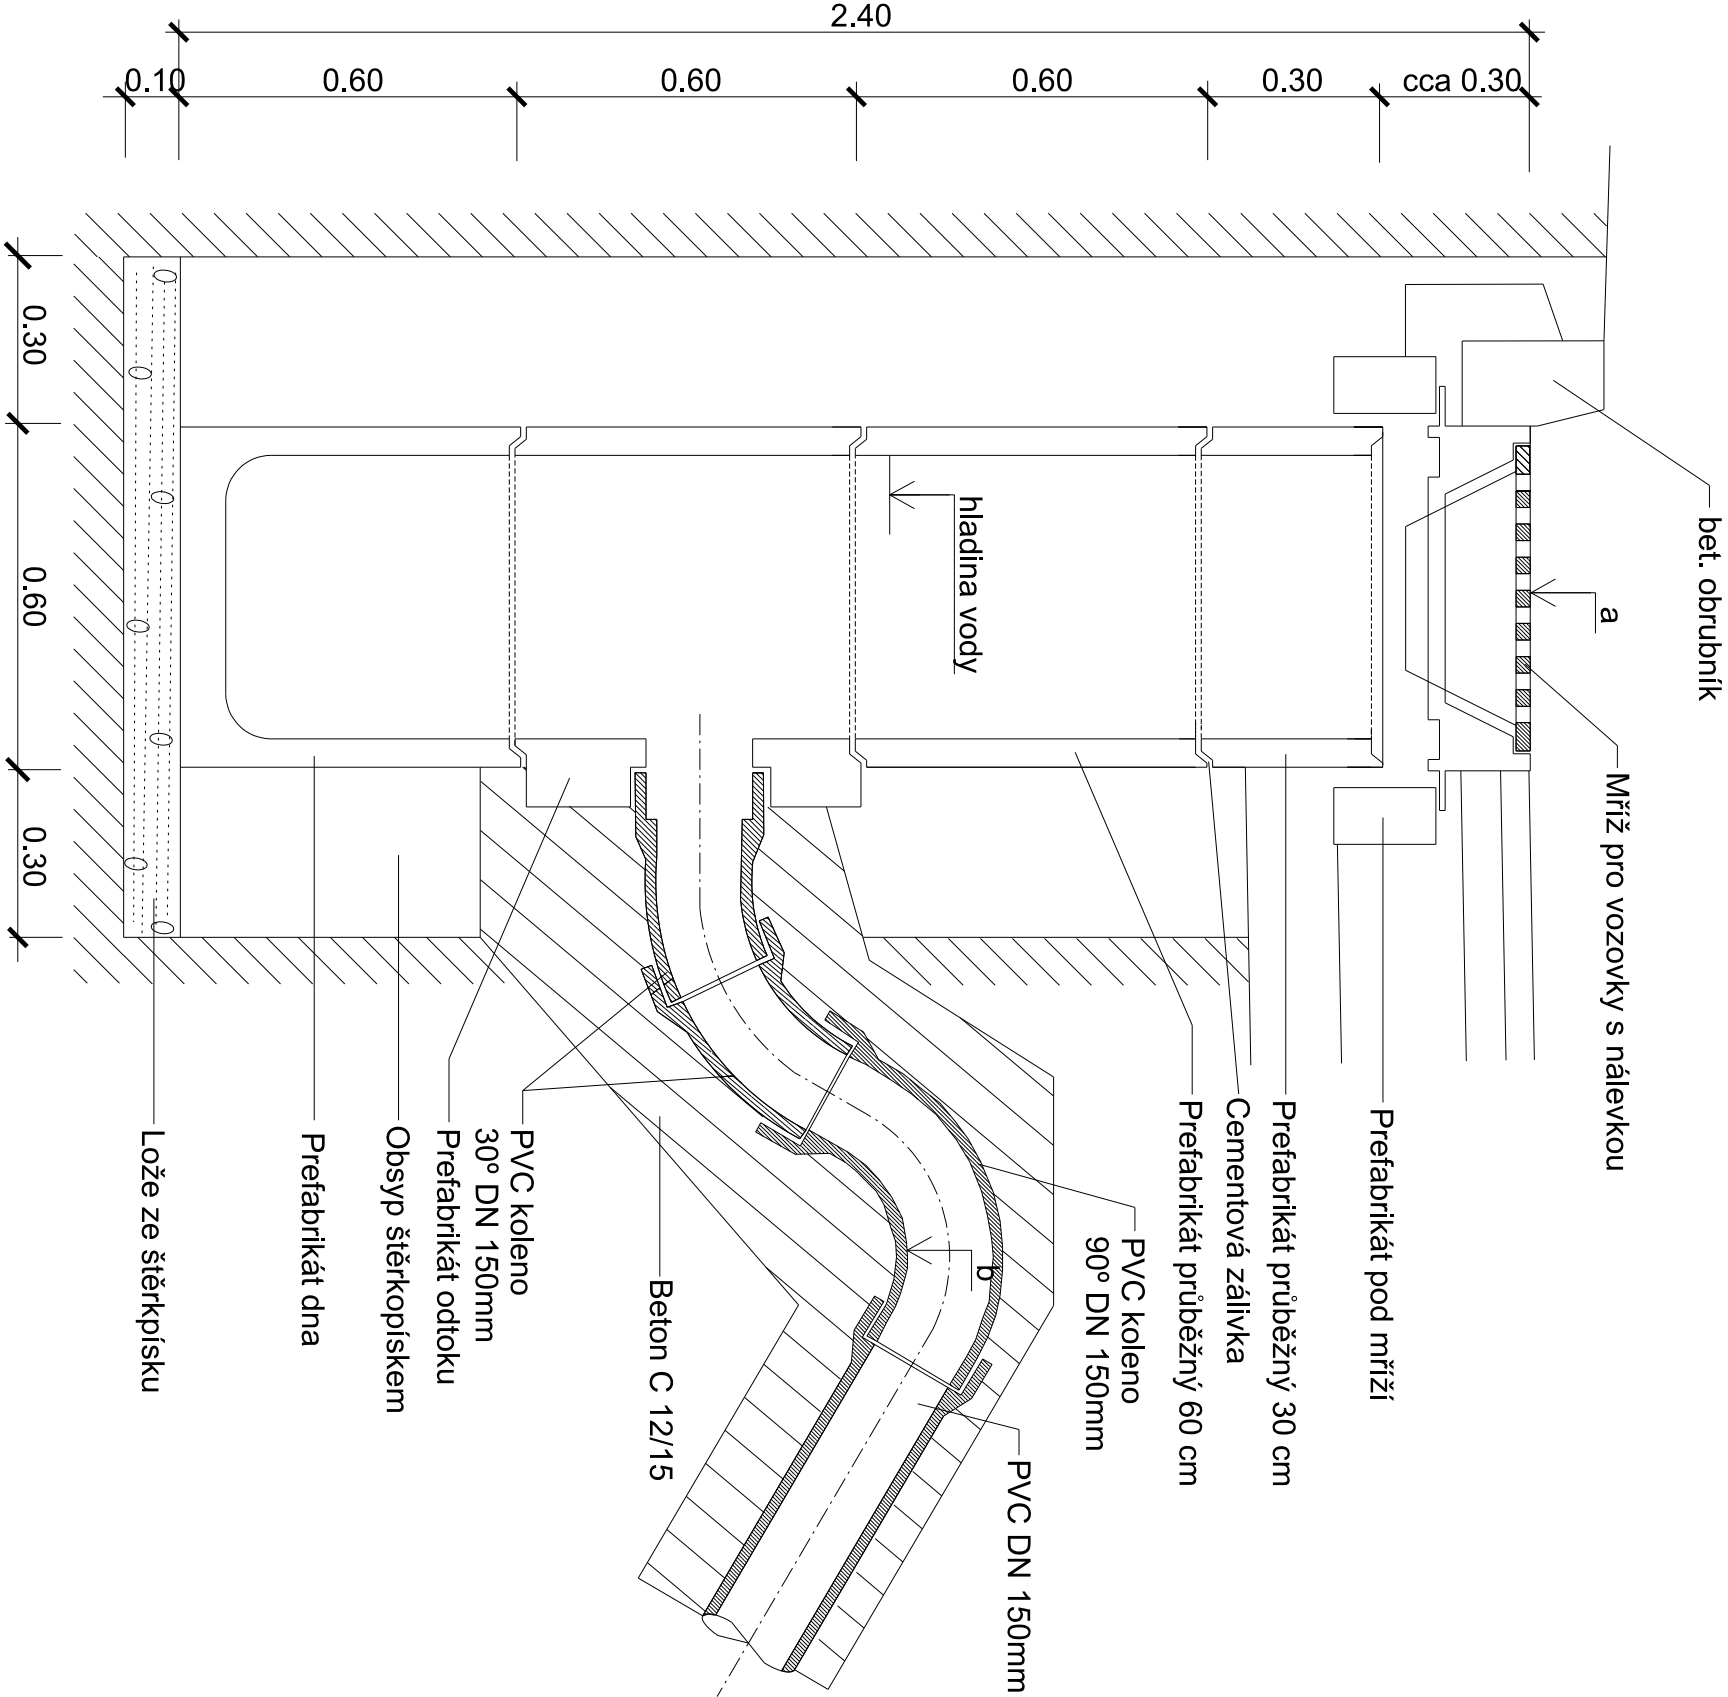 2.40
0.10
0.60
0.60
0.60
0.30
cca 0.30
0.30
0.60
0.30
bet. obrubník
a
Mříž pro vozovky s nálevkou
hladina vody
Prefabrikát pod mříží
Prefabrikát průběžný 30 cm
Cementová zálivka
Prefabrikát průběžný 60 cm
PVC koleno
90º DN 150mm
b
PVC DN 150mm
Beton C 12/15
PVC koleno
30º DN 150mm
Prefabrikát odtoku
Obsyp štěrkopískem
Prefabrikát dna
Lože ze štěrkpísku